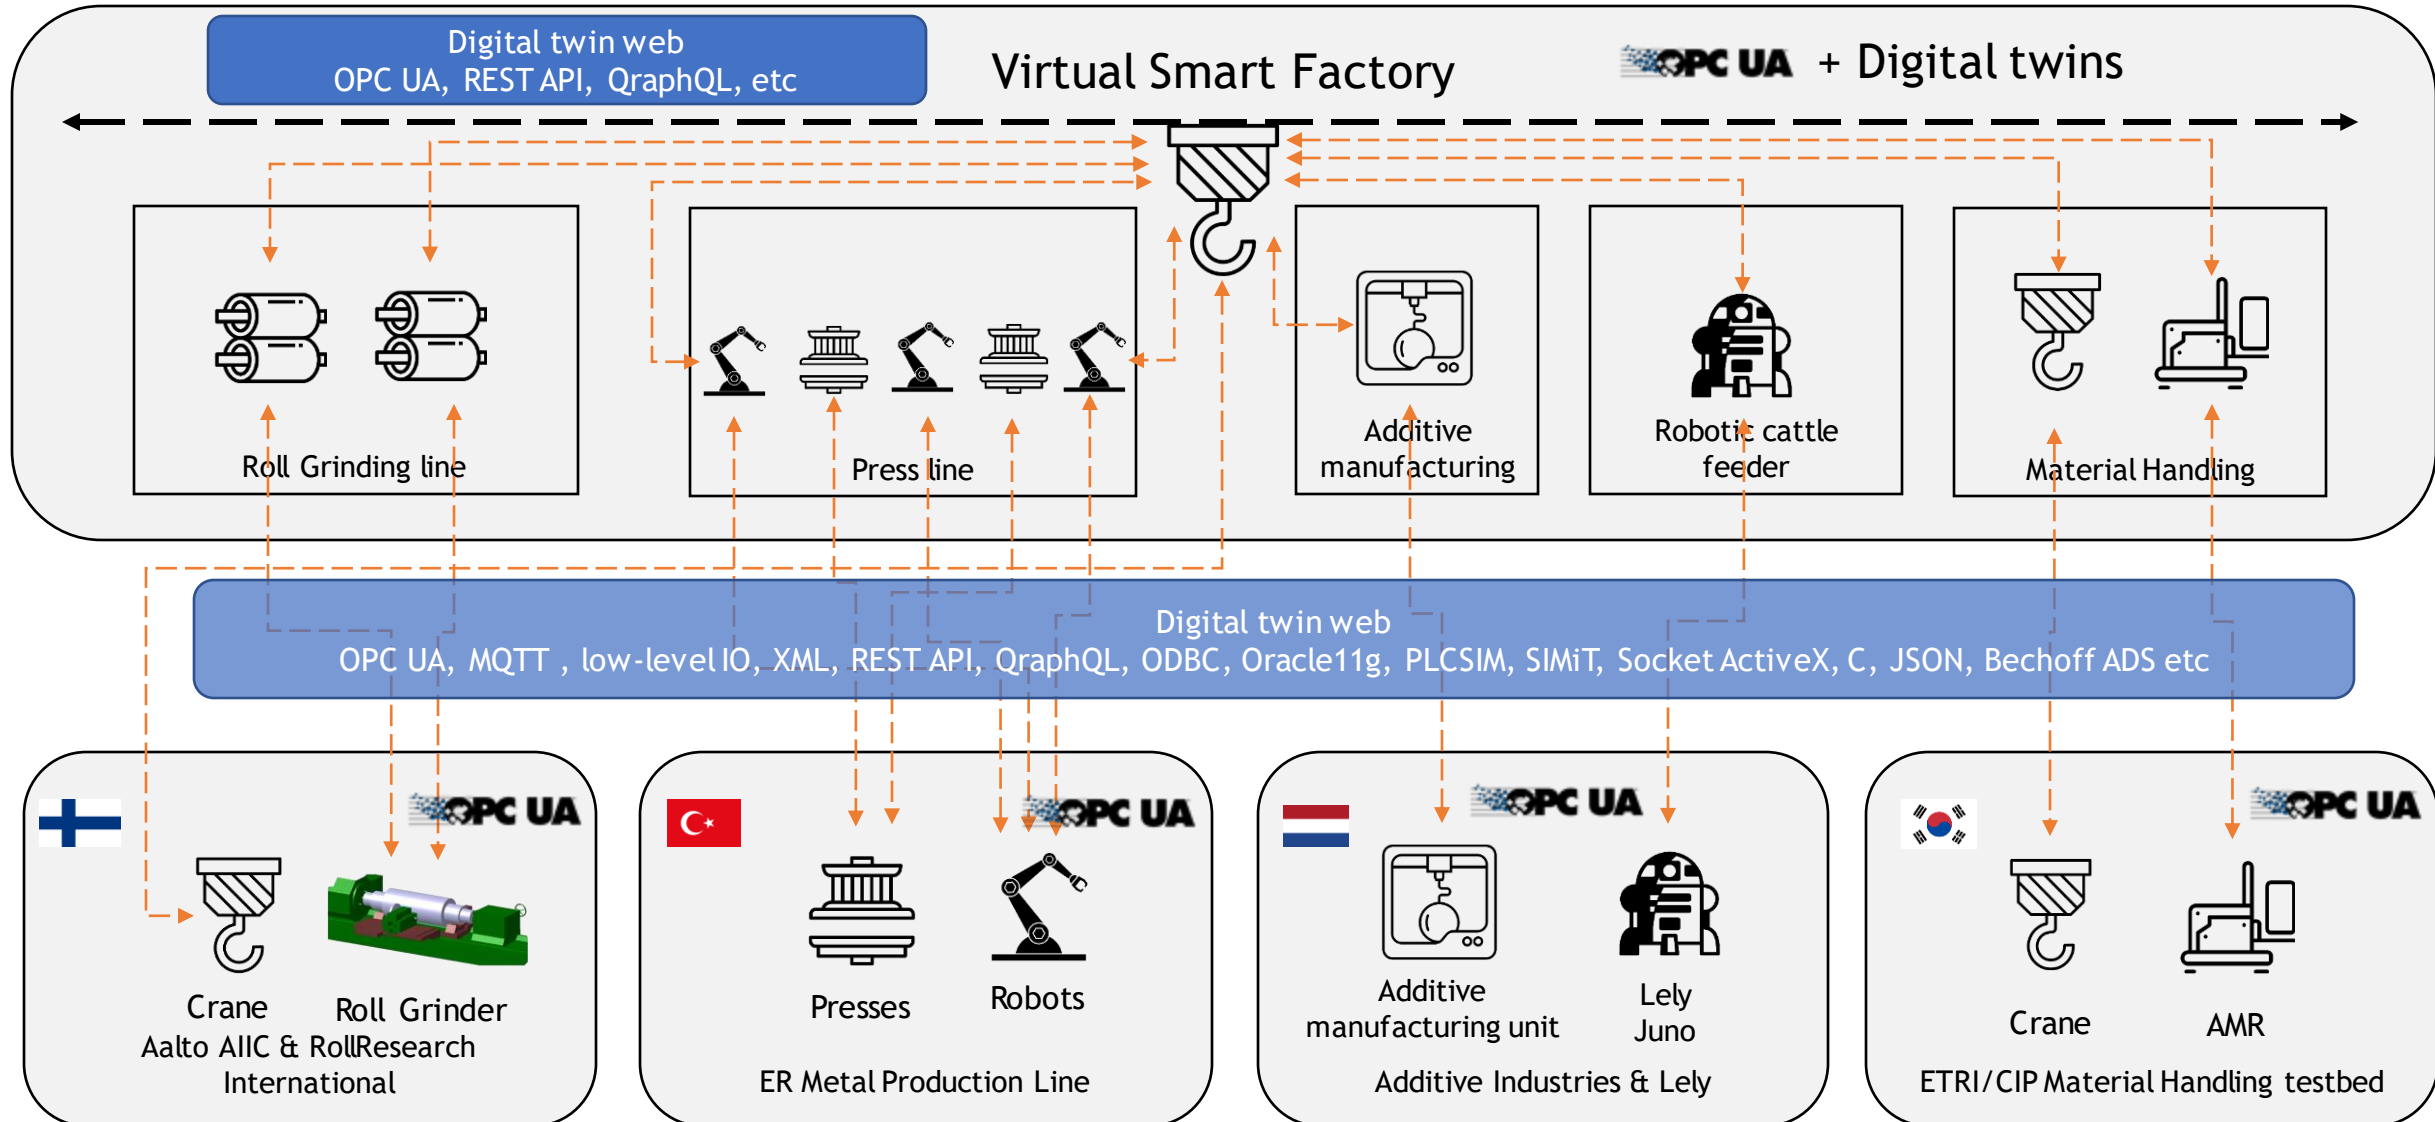 Digital twin web
OPC UA, REST API, QraphQL, etc
Virtual Smart Factory
OPC UA + Digital twins
Roll Grinding line
Press line
Additive
manufacturing
Robotic cattle
feeder
Material Handling
Digital twin web
OPC UA, MQTT , low-level IO, XML, REST API, QraphQL, ODBC, Oracle11g, PLCSIM, SIMiT, Socket ActiveX, C, JSON, Bechoff ADS etc
OPC UA
Crane
Roll Grinder
Aalto AIIC & RollResearch
International
OPC UA
Presses
Robots
ER Metal Production Line
OPC UA
Additive
manufacturing unit
Lely
Juno
Additive Industries & Lely
OPC UA
Crane
AMR
ETRI/CIP Material Handling testbed